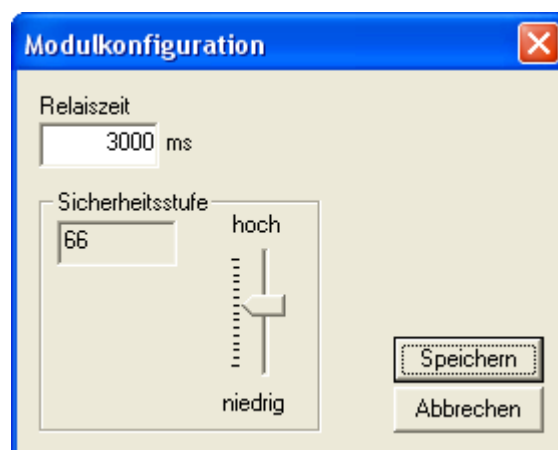 Modulkonfiguration
Relaiszeit
3000 ms
Sicherheitsstufe
66
hoch
niedrig
Speichern
Abbrechen